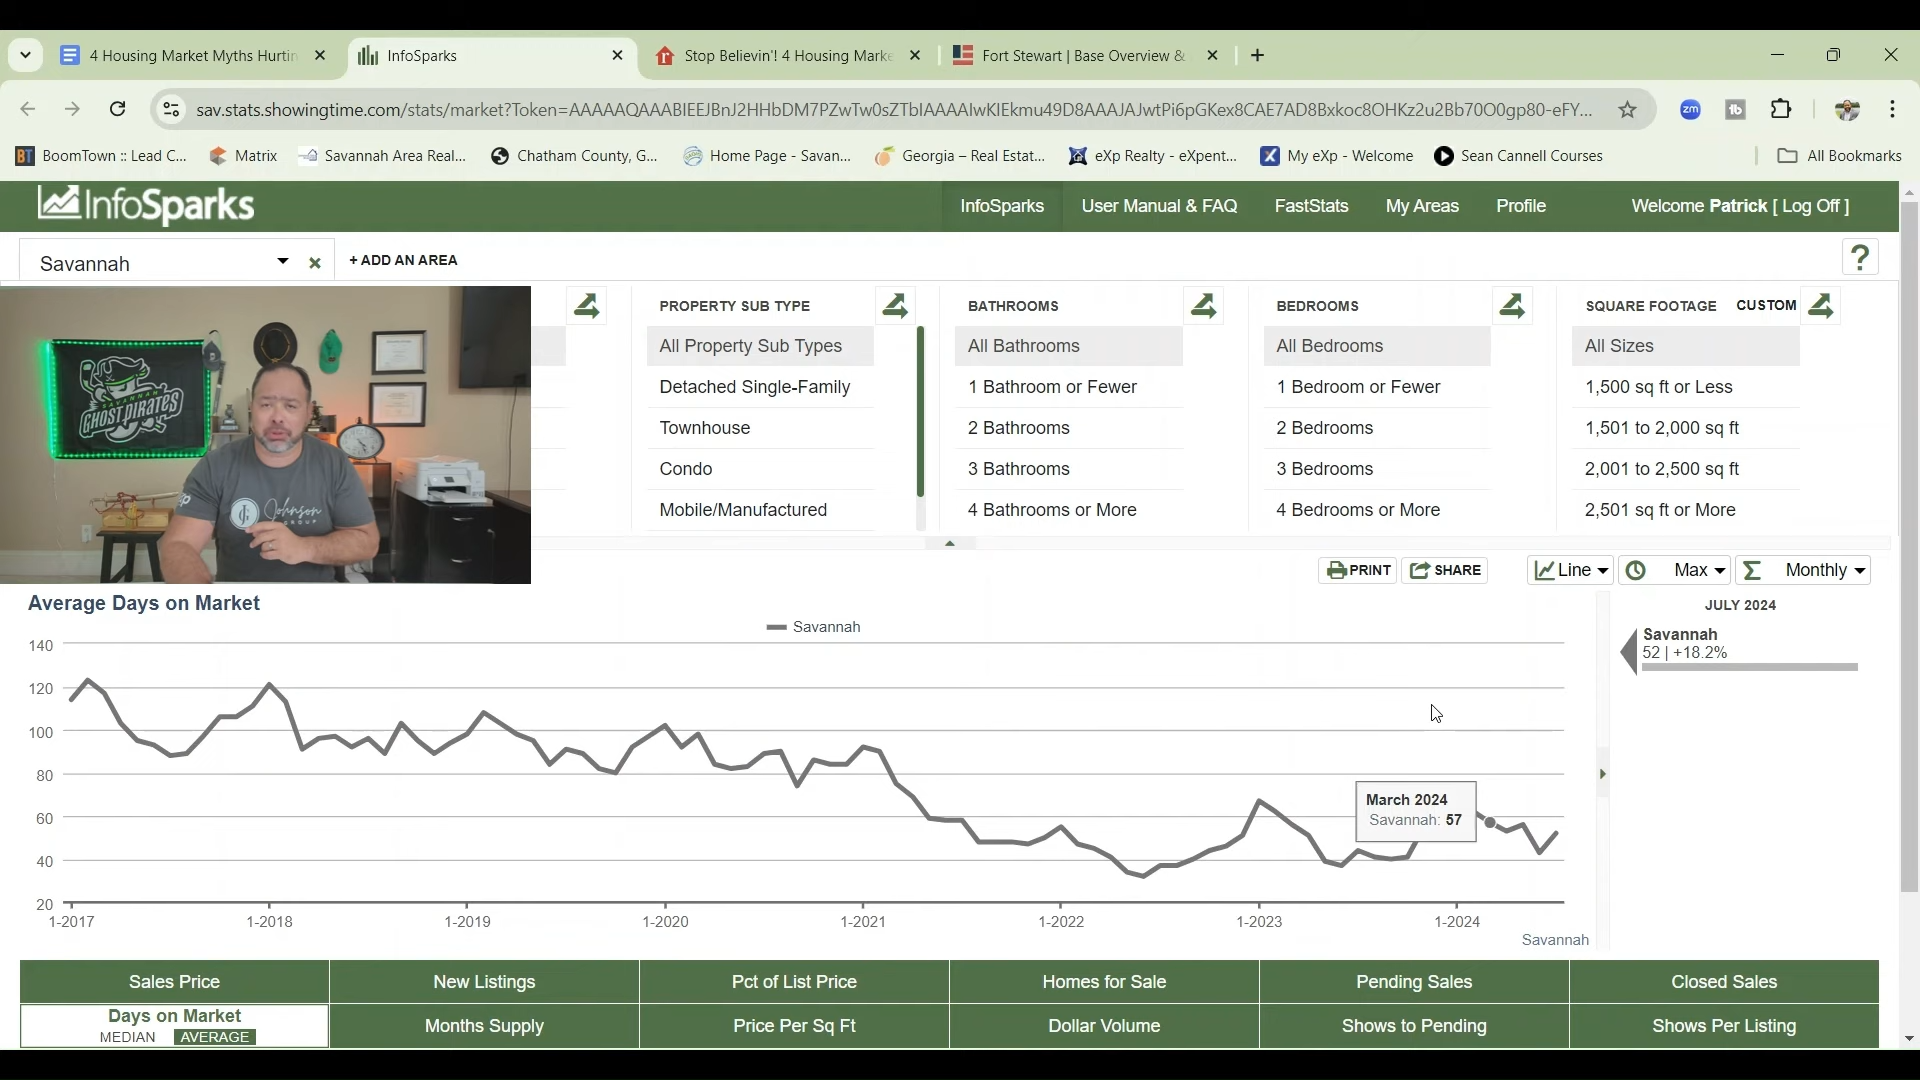 4 Housing Market Myths Hurtin
InfoSparks
Stop Believin'! 4 Housing Marke
Fort Stewart | Base Overview &
sav.stats.showingtime.com/stats/market?Token=AAAAAQAAABIEEJBnJ2HHbDM7PZwTw0sZTbIAAAAIwKIEkmu49D8AAAJAJwtPi6pGKex8CAE7AD8Bxkoc8OHKz2u2Bb70O0gp80-eFY...
zm
tb
BT BoomTown :: Lead C...
Matrix
Savannah Area Real...
Chatham County, G...
Home Page - Savan...
Georgia – Real Estat...
eXp Realty - eXpent...
My eXp - Welcome
Sean Cannell Courses
All Bookmarks
InfoSparks
InfoSparks
User Manual & FAQ
FastStats
My Areas
Profile
Welcome Patrick [ Log Off ]
Savannah
+ ADD AN AREA
?
PROPERTY SUB TYPE
All Property Sub Types
Detached Single-Family
Townhouse
Condo
Mobile/Manufactured
BATHROOMS
All Bathrooms
1 Bathroom or Fewer
2 Bathrooms
3 Bathrooms
4 Bathrooms or More
BEDROOMS
All Bedrooms
1 Bedroom or Fewer
2 Bedrooms
3 Bedrooms
4 Bedrooms or More
SQUARE FOOTAGE CUSTOM
All Sizes
1,500 sq ft or Less
1,501 to 2,000 sq ft
2,001 to 2,500 sq ft
2,501 sq ft or More
SAVANNAH
GHOST PIRATES
Johnson
GROUP
PRINT
SHARE
Line
Max
Monthly
Average Days on Market
Savannah
JULY 2024
Savannah
52 | +18.2%
140
120
100
80
60
40
20
March 2024
Savannah: 57
1-2017
1-2018
1-2019
1-2020
1-2021
1-2022
1-2023
1-2024
Savannah
Sales Price
New Listings
Pct of List Price
Homes for Sale
Pending Sales
Closed Sales
Days on Market
MEDIAN AVERAGE
Months Supply
Price Per Sq Ft
Dollar Volume
Shows to Pending
Shows Per Listing